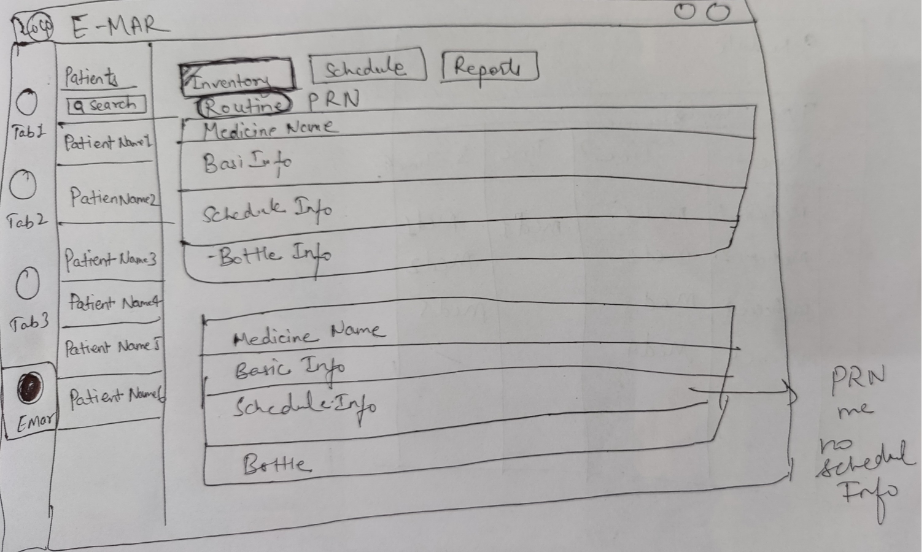 Logo E-MAR
Tab1
Tab2
Tab3
Emar
Patients
Search
Patient Name1
PatienName2
Patient Name3
Patient Name4
Patient Name5
Patient Name6
Inventory Schedule Reports
Routine PRN
Medicine Name
Basi Info
Schedule Info
-Bottle Info
Medicine Name
Basic Info
Schedule Info
Bottle
PRN
me
no
schedul
Info